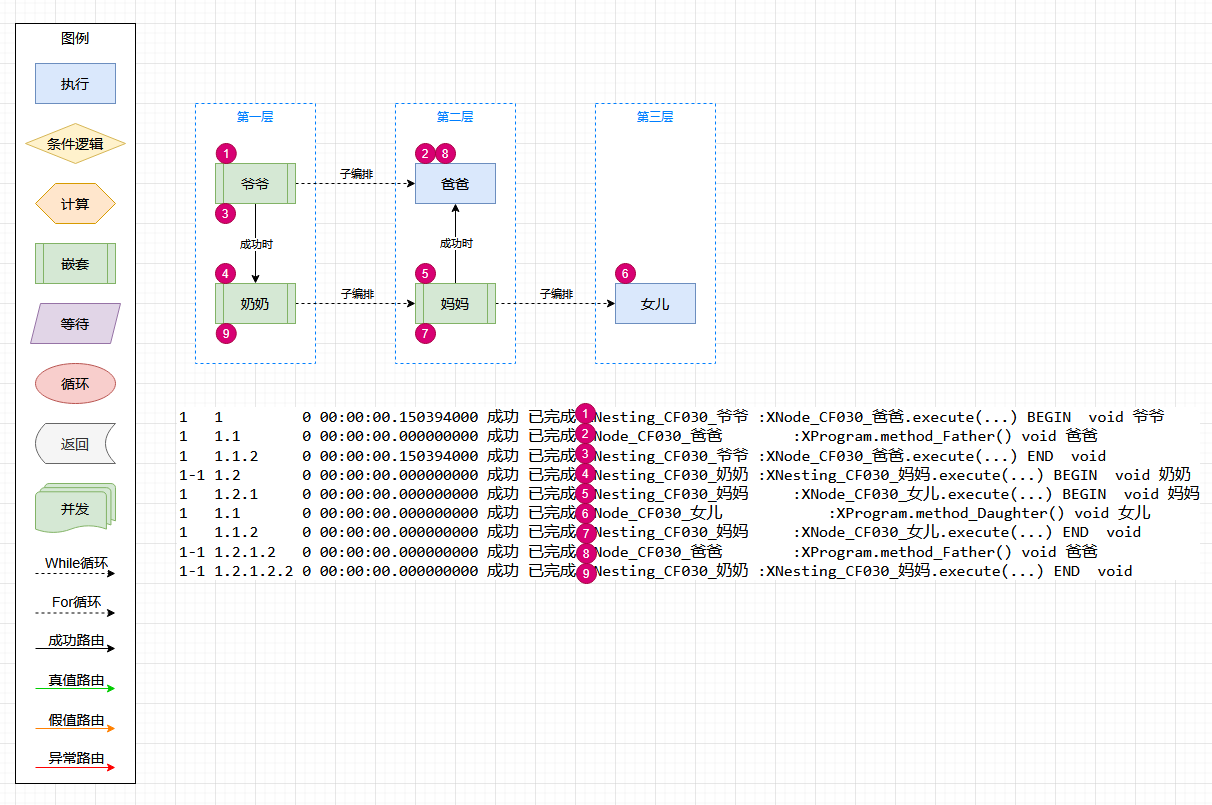 图例
执行
条件逻辑
计算
嵌套
等待
循环
返回
并发
While循环
For循环
成功路由
真值路由
假值路由
异常路由
第一层 第二层 第三层
1 2 8
爷爷 子编排 爸爸
3
成功时 成功时
4 5 6
奶奶 子编排 妈妈 子编排 女儿
9 7
1 1 0 00:00:00.150394000 成功 已完成 1 Nesting_CF030_爷爷 :XNode_CF030_爸爸.execute(...) BEGIN void 爷爷
1 1.1 0 00:00:00.000000000 成功 已完成 2 Node_CF030_爸爸 :XProgram.method_Father() void 爸爸
1 1.1.2 0 00:00:00.150394000 成功 已完成 3 Nesting_CF030_爷爷 :XNode_CF030_爸爸.execute(...) END void
1-1 1.2 0 00:00:00.000000000 成功 已完成 4 Nesting_CF030_奶奶 :XNesting_CF030_妈妈.execute(...) BEGIN void 奶奶
1 1.2.1 0 00:00:00.000000000 成功 已完成 5 Nesting_CF030_妈妈 :XNode_CF030_女儿.execute(...) BEGIN void 妈妈
1 1.1 0 00:00:00.000000000 成功 已完成 6 Node_CF030_女儿 :XProgram.method_Daughter() void 女儿
1 1.1.2 0 00:00:00.000000000 成功 已完成 7 Nesting_CF030_妈妈 :XNode_CF030_女儿.execute(...) END void
1-1 1.2.1.2 0 00:00:00.000000000 成功 已完成 8 Node_CF030_爸爸 :XProgram.method_Father() void 爸爸
1-1 1.2.1.2.2 0 00:00:00.000000000 成功 已完成 9 Nesting_CF030_奶奶 :XNesting_CF030_妈妈.execute(...) END void